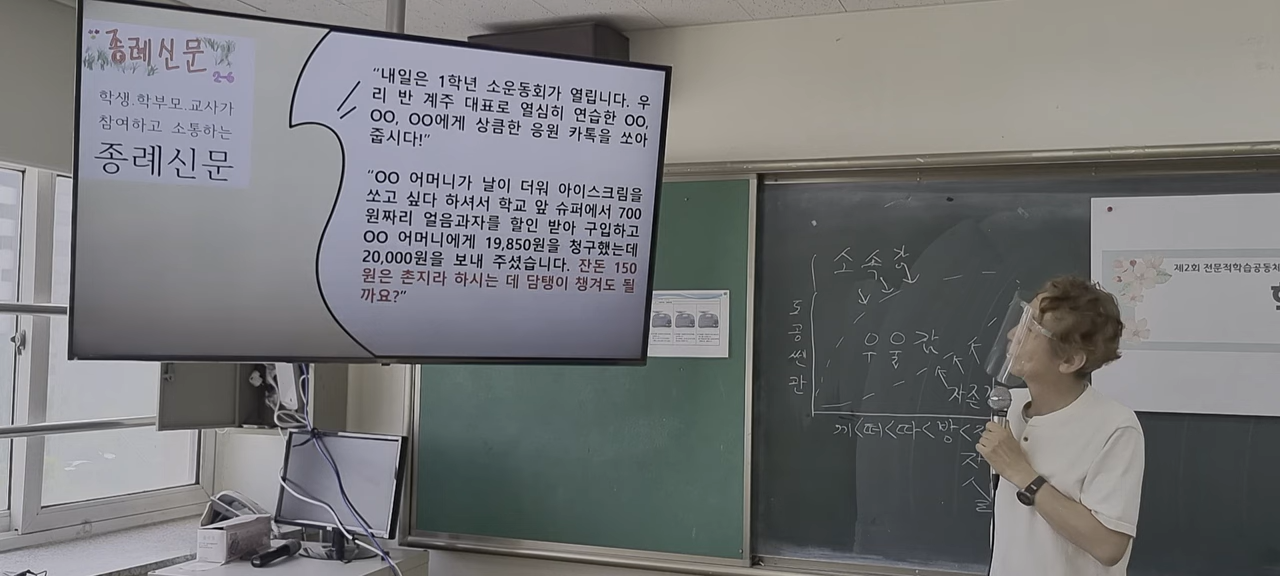 종례신문
2-6
학생.학부모.교사가
참여하고 소통하는
종례신문
“내일은 1학년 소운동회가 열립니다. 우
리 반 계주 대표로 열심히 연습한 OO,
OO, OO에게 상큼한 응원 카톡을 쏘아
줍시다!”
“OO 어머니가 날이 더워 아이스크림을
쏘고 싶다 하셔서 학교 앞 슈퍼에서 700
원짜리 얼음과자를 할인 받아 구입하고
OO 어머니에게 19,850원을 청구했는데
20,000원을 보내 주셨습니다. 잔돈 150
원은 촌지라 하시는 데 담탱이 챙겨도 될
까요?”
소속감
도공쎈관
우울감
자존
끼<떠<따<방<
제2회 전문적학습공동체